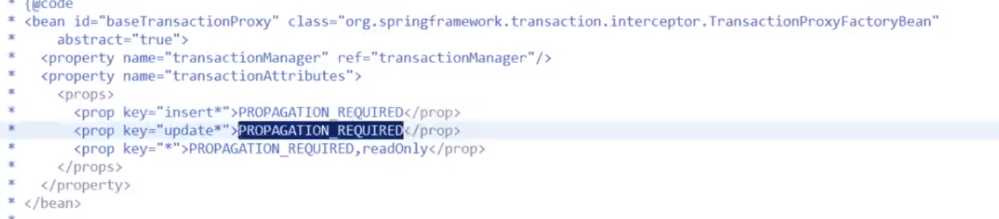 * {@code
* <bean id="baseTransactionProxy" class="org.springframework.transaction.interceptor.TransactionProxyFactoryBean"
*     abstract="true">
*   <property name="transactionManager" ref="transactionManager"/>
*   <property name="transactionAttributes">
*     <props>
*       <prop key="insert*">PROPAGATION_REQUIRED</prop>
*       <prop key="update*">PROPAGATION_REQUIRED</prop>
*       <prop key="*">PROPAGATION_REQUIRED,readOnly</prop>
*     </props>
*   </property>
* </bean>
*